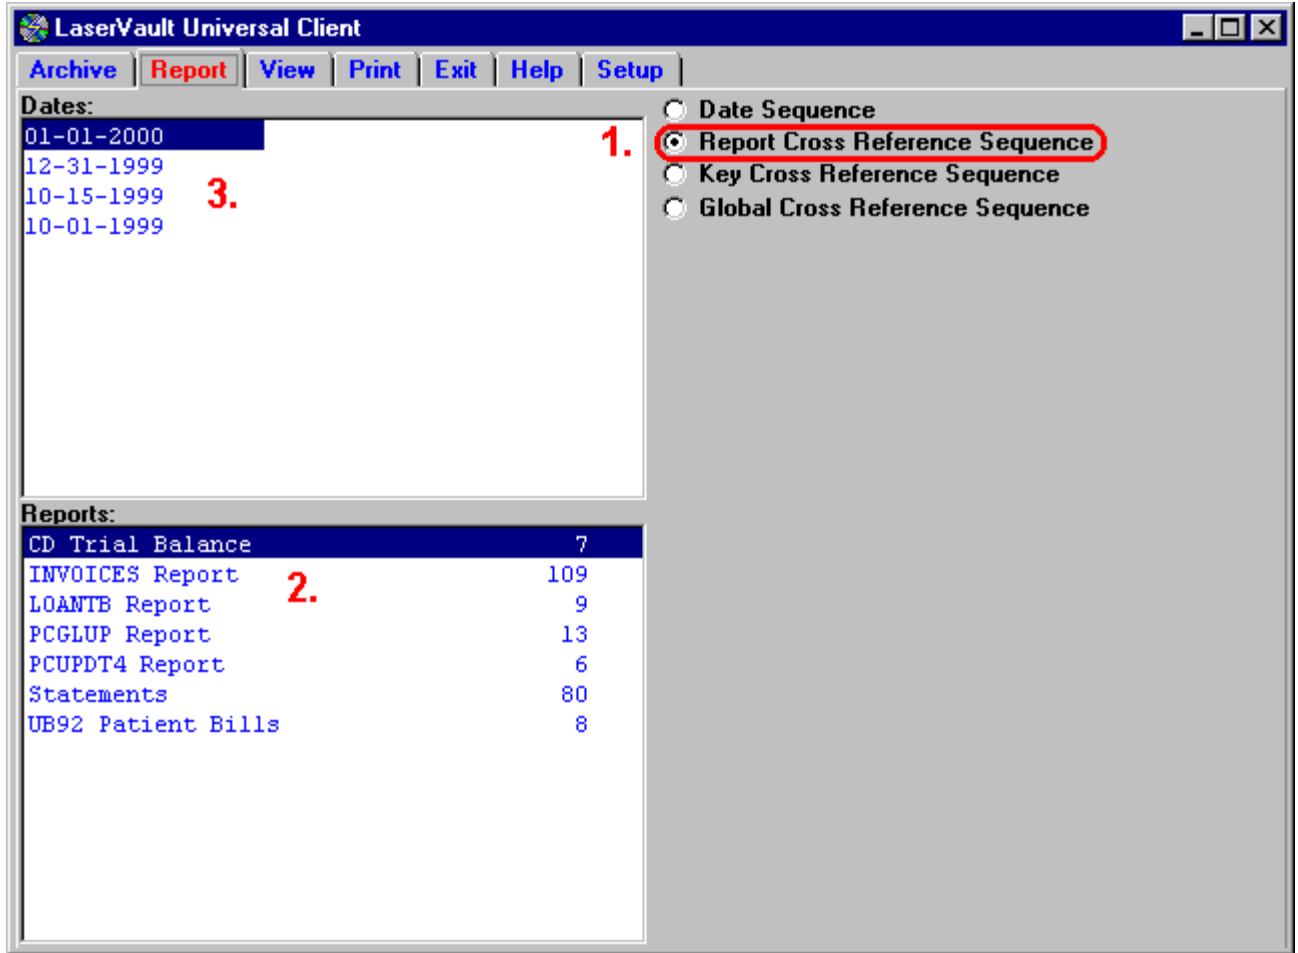 LaserVault Universal Client
Archive Report View Print Exit Help Setup
Dates:
01-01-2000
12-31-1999
10-15-1999
10-01-1999
3.
1.
Date Sequence
Report Cross Reference Sequence
Key Cross Reference Sequence
Global Cross Reference Sequence
Reports:
CD Trial Balance 7
INVOICES Report 109
LOANTB Report 9
PCGLUP Report 13
PCUPDT4 Report 6
Statements 80
UB92 Patient Bills 8
2.